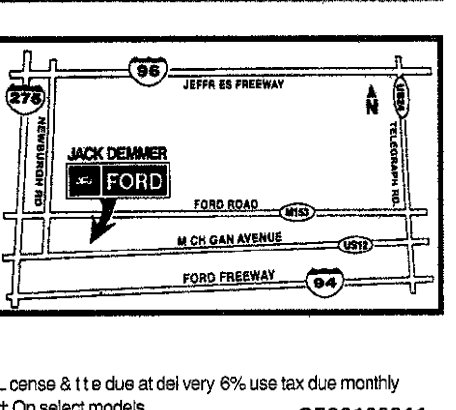 96
JEFFR ES FREEWAY
275
US24
N
NEWBURGH RD
TELEGRAPH RD.
JACK DEMMER
FORD
FORD ROAD
M153
M CH GAN AVENUE
US12
FORD FREEWAY
94
L cense & t t e due at del very 6% use tax due monthly
On select models